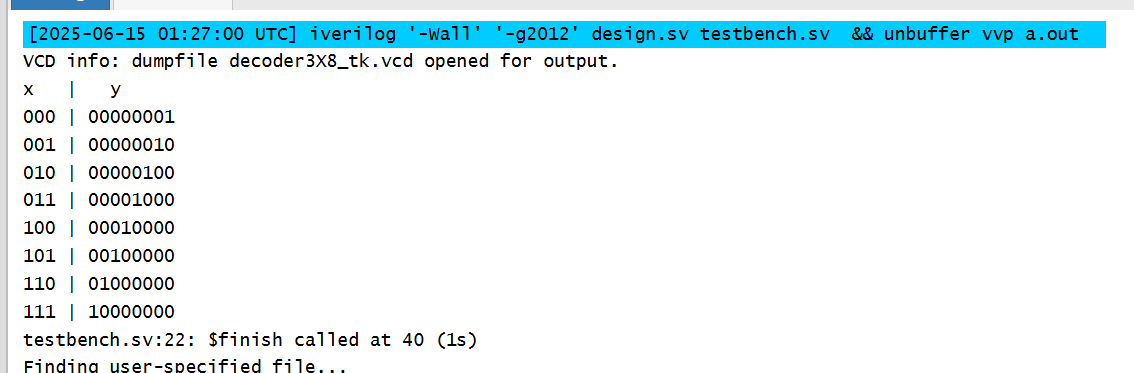 [2025-06-15 01:27:00 UTC] iverilog '-Wall' '-g2012' design.sv testbench.sv  && unbuffer vvp a.out
VCD info: dumpfile decoder3X8_tk.vcd opened for output.
x   |   y
000 | 00000001
001 | 00000010
010 | 00000100
011 | 00001000
100 | 00010000
101 | 00100000
110 | 01000000
111 | 10000000
testbench.sv:22: $finish called at 40 (1s)
Finding user-specified file...